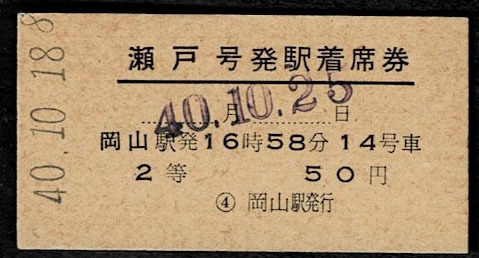 瀬戸号発駅着席券
40.10.25
月 日
岡山駅発16時58分14号車
2等 50円
④ 岡山駅発行
40.10.18
8